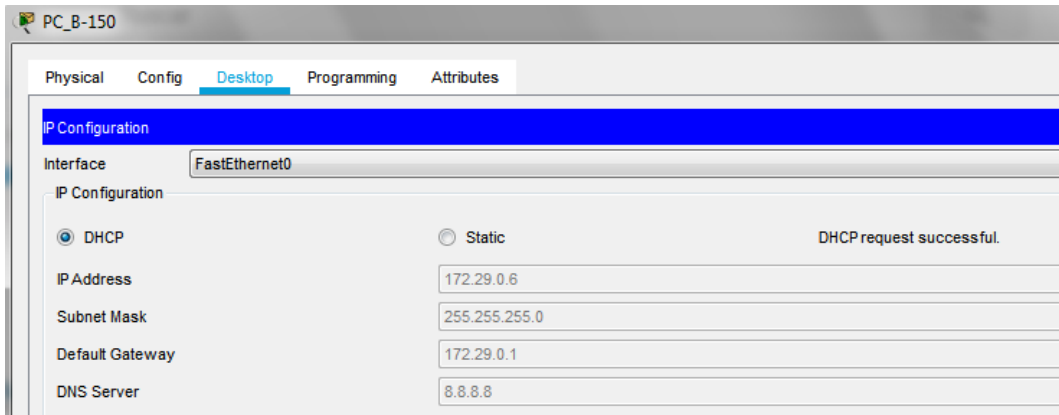 PC_B-150
Physical Config Desktop Programming Attributes
IP Configuration
Interface FastEthernet0
IP Configuration
DHCP Static DHCP request successful.
IP Address 172.29.0.6
Subnet Mask 255.255.255.0
Default Gateway 172.29.0.1
DNS Server 8.8.8.8